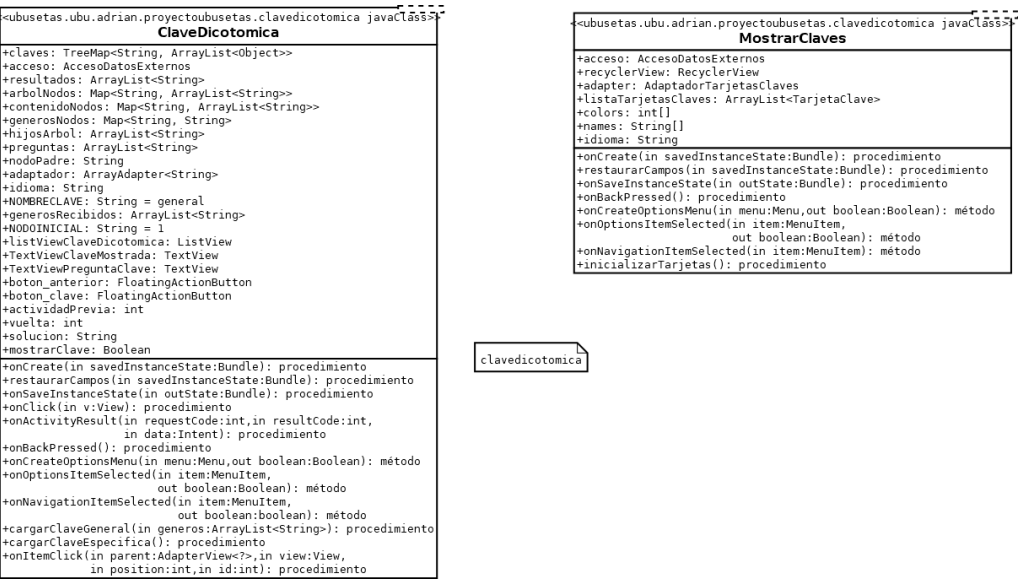 <<ubusetas.ubu.adrian.proyectoubusetas.clavedicotomica javaClass>>
ClaveDicotomica
+claves: TreeMap<String, ArrayList<Object>>
+acceso: AccesoDatosExternos
+resultados: ArrayList<String>
+arbolNodos: Map<String, ArrayList<String>>
+contenidoNodos: Map<String, ArrayList<String>>
+generosNodos: Map<String, String>
+hijosArbol: ArrayList<String>
+preguntas: ArrayList<String>
+nodoPadre: String
+adaptador: ArrayAdapter<String>
+idioma: String
+NOMBRECLAVE: String = general
+generosRecibidos: ArrayList<String>
+NODOINICIAL: String = 1
+listViewClaveDicotomica: ListView
+TextViewClaveMostrada: TextView
+TextViewPreguntaClave: TextView
+boton_anterior: FloatingActionButton
+boton_clave: FloatingActionButton
+actividadPrevia: int
+vuelta: int
+solucion: String
+mostrarClave: Boolean
+onCreate(in savedInstanceState:Bundle): procedimiento
+restaurarCampos(in savedInstanceState:Bundle): procedimiento
+onSaveInstanceState(in outState:Bundle): procedimiento
+onClick(in v:View): procedimiento
+onActivityResult(in requestCode:int,in resultCode:int,
in data:Intent): procedimiento
+onBackPressed(): procedimiento
+onCreateOptionsMenu(in menu:Menu,out boolean:Boolean): método
+onOptionsItemSelected(in item:MenuItem,
out boolean:Boolean): método
+onNavigationItemSelected(in item:MenuItem,
out boolean:boolean): método
+cargarClaveGeneral(in generos:ArrayList<String>): procedimiento
+cargarClaveEspecifica(): procedimiento
+onItemClick(in parent:AdapterView<?>,in view:View,
in position:int,in id:int): procedimiento
<<ubusetas.ubu.adrian.proyectoubusetas.clavedicotomica javaClass>>
MostrarClaves
+acceso: AccesoDatosExternos
+recyclerView: RecyclerView
+adapter: AdaptadorTarjetasClaves
+listaTarjetasClaves: ArrayList<TarjetaClave>
+colors: int[]
+names: String[]
+idioma: String
+onCreate(in savedInstanceState:Bundle): procedimiento
+restaurarCampos(in savedInstanceState:Bundle): procedimiento
+onSaveInstanceState(in outState:Bundle): procedimiento
+onBackPressed(): procedimiento
+onCreateOptionsMenu(in menu:Menu,out boolean:Boolean): método
+onOptionsItemSelected(in item:MenuItem,
out boolean:Boolean): método
+onNavigationItemSelected(in item:MenuItem): método
+inicializarTarjetas(): procedimiento
clavedicotomica